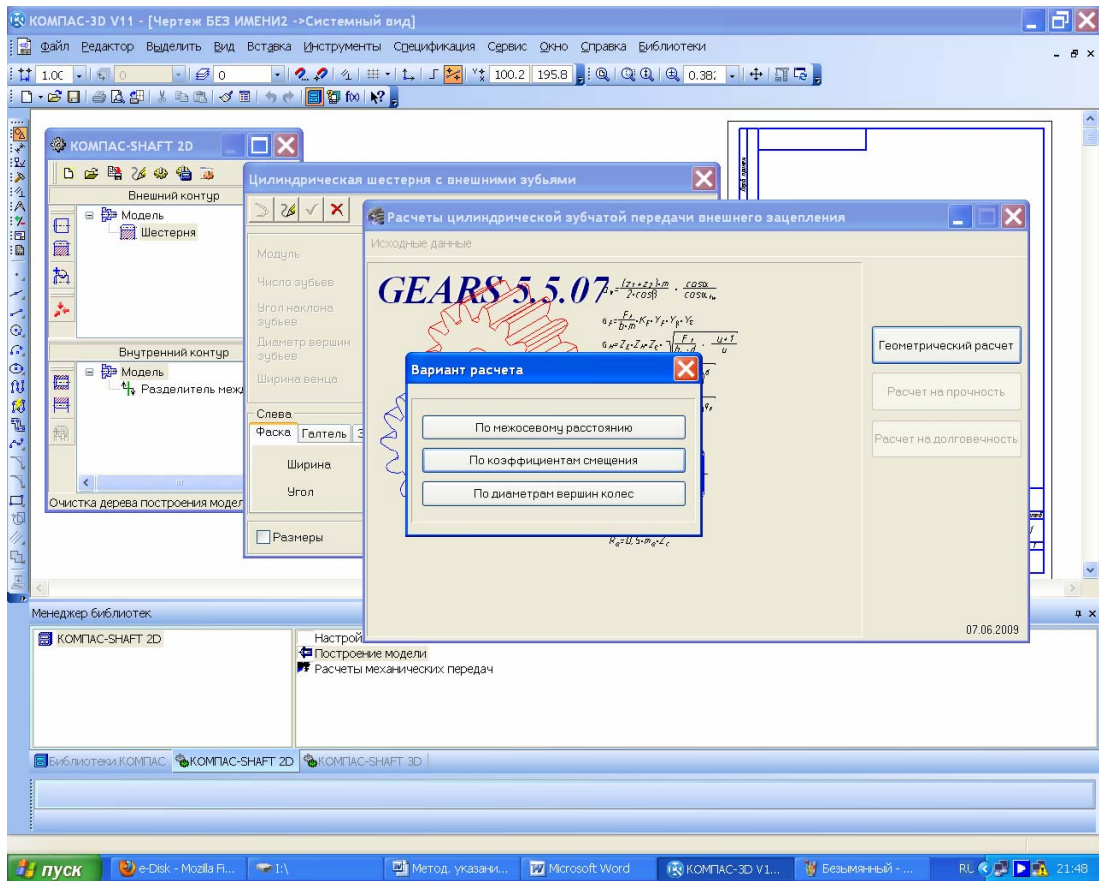 КОМПАС-3D V11 - [Чертеж БЕЗ ИМЕНИ2 ->Системный вид]
Файл Редактор Выделить Вид Вставка Инструменты Спецификация Сервис Окно Справка Библиотеки
1.0 0 0 100.2 195.8 0.38
КОМПАС-SHAFT 2D
Внешний контур
Модель
Шестерня
Внутренний контур
Модель
Разделитель меж
Очистка дерева построения модел
Цилиндрическая шестерня с внешними зубьями
Модуль
Число зубьев
Угол наклона
зубьев
Диаметр вершин
зубьев
Ширина венца
Слева
Фаска Галтель
Ширина
Угол
Размеры
Расчеты цилиндрической зубчатой передачи внешнего зацепления
Исходные данные
GEARS 5.5.07
Геометрический расчет
Расчет на прочность
Расчет на долговечность
07.06.2009
Вариант расчета
По межосевому расстоянию
По коэффициентам смещения
По диаметрам вершин колес
Менеджер библиотек
КОМПАС-SHAFT 2D
Настрой
Построение модели
Расчеты механических передач
Библиотеки КОМПАС КОМПАС-SHAFT 2D КОМПАС-SHAFT 3D
пуск e-Disk - Mozilla Fi... I:\ Метод. указани... Microsoft Word КОМПАС-3D V1... Безымянный - ... RL 21:48